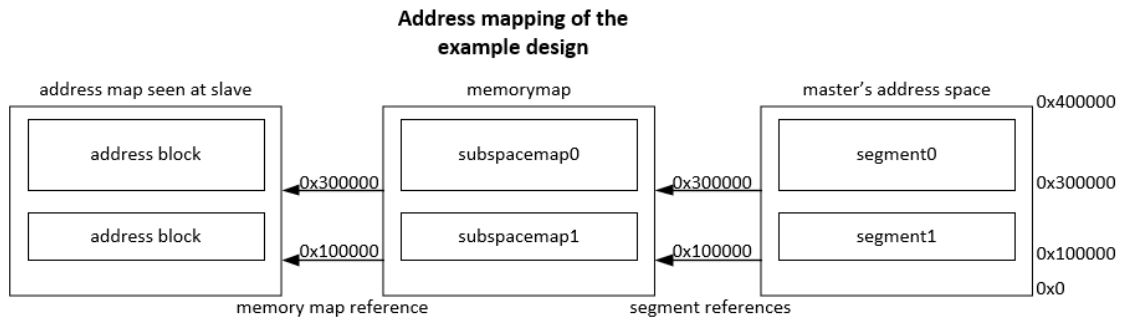 Address mapping of the
example design
address map seen at slave
memorymap
master's address space
0x400000
address block
subspacemap0
segment0
0x300000
0x300000
0x300000
address block
subspacemap1
segment1
0x100000
0x100000
0x100000
0x0
memory map reference
segment references